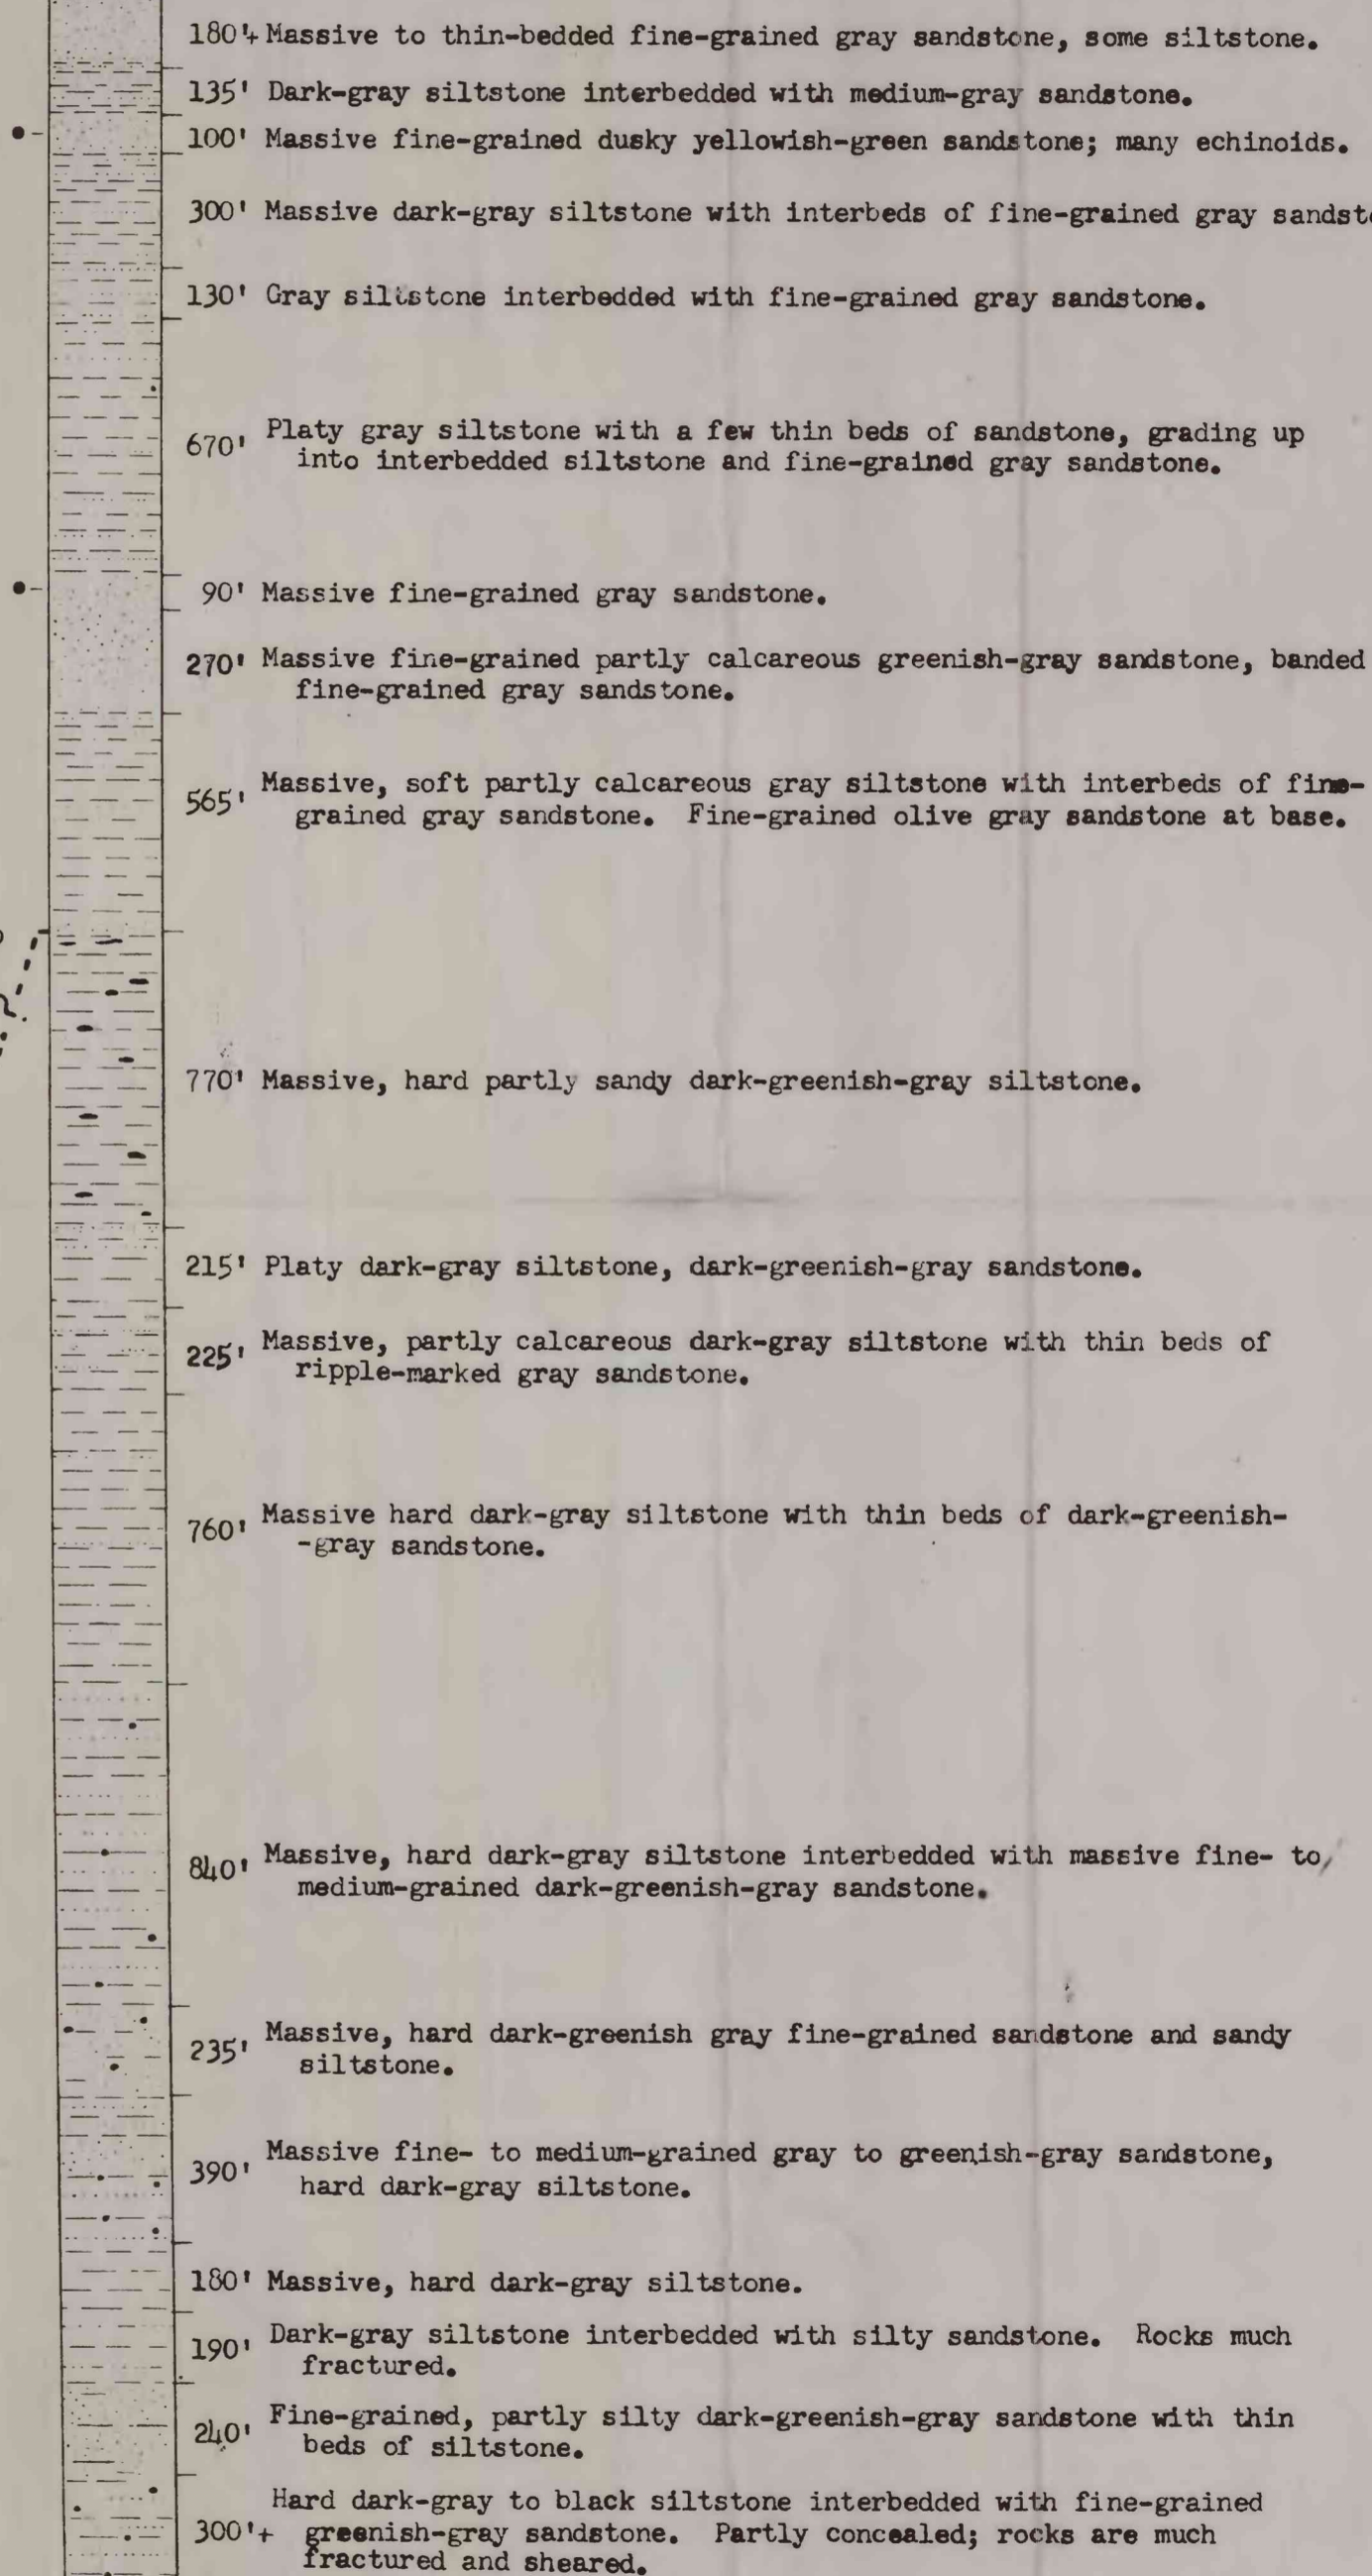 180'+ Massive to thin-bedded fine-grained gray sandstone, some siltstone.
135' Dark-gray siltstone interbedded with medium-gray sandstone.
100' Massive fine-grained dusky yellowish-green sandstone; many echinoids.
300' Massive dark-gray siltstone with interbeds of fine-grained gray sandst
130' Gray siltstone interbedded with fine-grained gray sandstone.
670' Platy gray siltstone with a few thin beds of sandstone, grading up
into interbedded siltstone and fine-grained gray sandstone.
90' Massive fine-grained gray sandstone.
270' Massive fine-grained partly calcareous greenish-gray sandstone, banded
fine-grained gray sandstone.
565' Massive, soft partly calcareous gray siltstone with interbeds of fine-
grained gray sandstone. Fine-grained olive gray sandstone at base.
?
770' Massive, hard partly sandy dark-greenish-gray siltstone.
215' Platy dark-gray siltstone, dark-greenish-gray sandstone.
225' Massive, partly calcareous dark-gray siltstone with thin beds of
ripple-marked gray sandstone.
760' Massive hard dark-gray siltstone with thin beds of dark-greenish-
-gray sandstone.
840' Massive, hard dark-gray siltstone interbedded with massive fine- to
medium-grained dark-greenish-gray sandstone.
235' Massive, hard dark-greenish gray fine-grained sandstone and sandy
siltstone.
390' Massive fine- to medium-grained gray to greenish-gray sandstone,
hard dark-gray siltstone.
180' Massive, hard dark-gray siltstone.
190' Dark-gray siltstone interbedded with silty sandstone. Rocks much
fractured.
240' Fine-grained, partly silty dark-greenish-gray sandstone with thin
beds of siltstone.
Hard dark-gray to black siltstone interbedded with fine-grained
300'+ greenish-gray sandstone. Partly concealed; rocks are much
fractured and sheared.